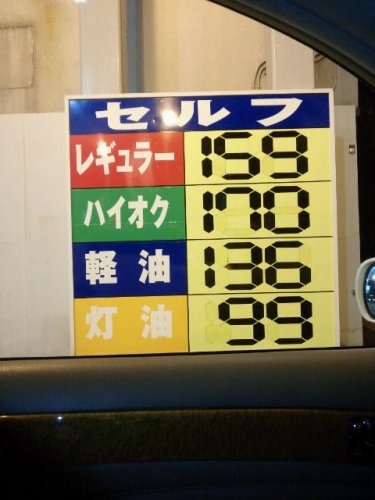 セルフ
レギュラー 159
ハイオク 170
軽油 136
灯油 99